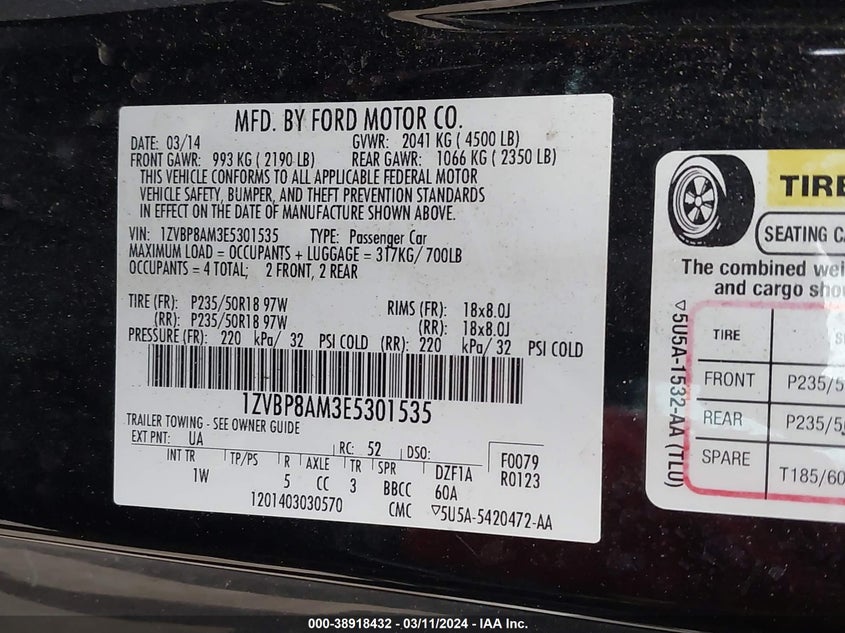 MFD. BY FORD MOTOR CO.
DATE: 03/14 GVWR: 2041 KG ( 4500 LB)
FRONT GAWR: 993 KG ( 2190 LB) REAR GAWR: 1066 KG ( 2350 LB)
THIS VEHICLE CONFORMS TO ALL APPLICABLE FEDERAL MOTOR
VEHICLE SAFETY, BUMPER, AND THEFT PREVENTION STANDARDS
IN EFFECT ON THE DATE OF MANUFACTURE SHOWN ABOVE.
VIN: 1ZVBP8AM3E5301535 TYPE: Passenger Car
MAXIMUM LOAD = OCCUPANTS + LUGGAGE = 317KG/ 700LB
OCCUPANTS = 4 TOTAL; 2 FRONT, 2 REAR
TIRE (FR): P235/50R18 97W RIMS (FR): 18x8.0J
(RR): P235/50R18 97W (RR): 18x8.0J
PRESSURE (FR): 220 kPa/ 32 PSI COLD (RR): 220 kPa/ 32 PSI COLD
1ZVBP8AM3E5301535
TRAILER TOWING - SEE OWNER GUIDE
EXT PNT: UA RC: 52 DSO: F0079
INT TR TP/PS R AXLE TR SPR DZF1A R0123
1W 5 CC 3 BBCC 60A
1201403030570 CMC ▽5U5A-5420472-AA
TIRE
SEATING CA
The combined wei
and cargo sho
TIRE S
FRONT P235/5
REAR P235/5
SPARE T185/60
▽5U5A-1532-AA (TLU)
000-38918432 - 03/11/2024 - IAA Inc.